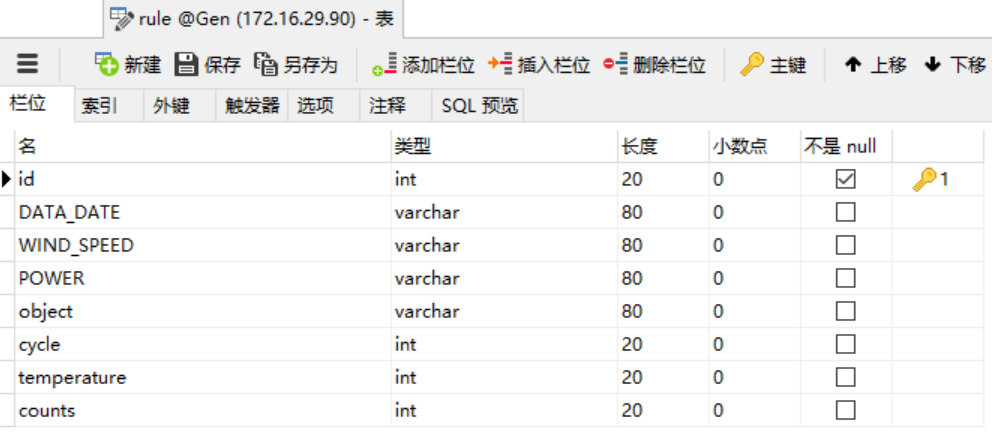 rule @Gen (172.16.29.90) - 表
新建 保存 另存为 添加栏位 插入栏位 删除栏位 主键 上移 下移
栏位 索引 外键 触发器 选项 注释 SQL 预览
名 类型 长度 小数点 不是 null
id int 20 0 1
DATA_DATE varchar 80 0
WIND_SPEED varchar 80 0
POWER varchar 80 0
object varchar 80 0
cycle int 20 0
temperature int 20 0
counts int 20 0